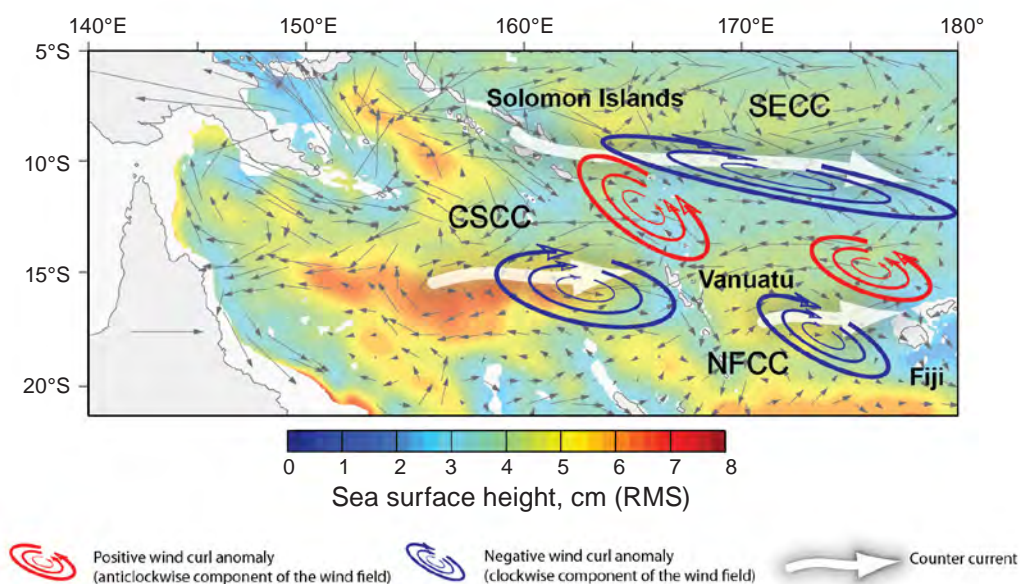 140°E 150°E 160°E 170°E 180°
5°S
Solomon Islands SECC
10°S
CSCC
15°S
Vanuatu
NFCC
Fiji
20°S
0 1 2 3 4 5 6 7 8
Sea surface height, cm (RMS)
Positive wind curl anomaly
(anticlockwise component of the wind field)
Negative wind curl anomaly
(clockwise component of the wind field)
Counter current